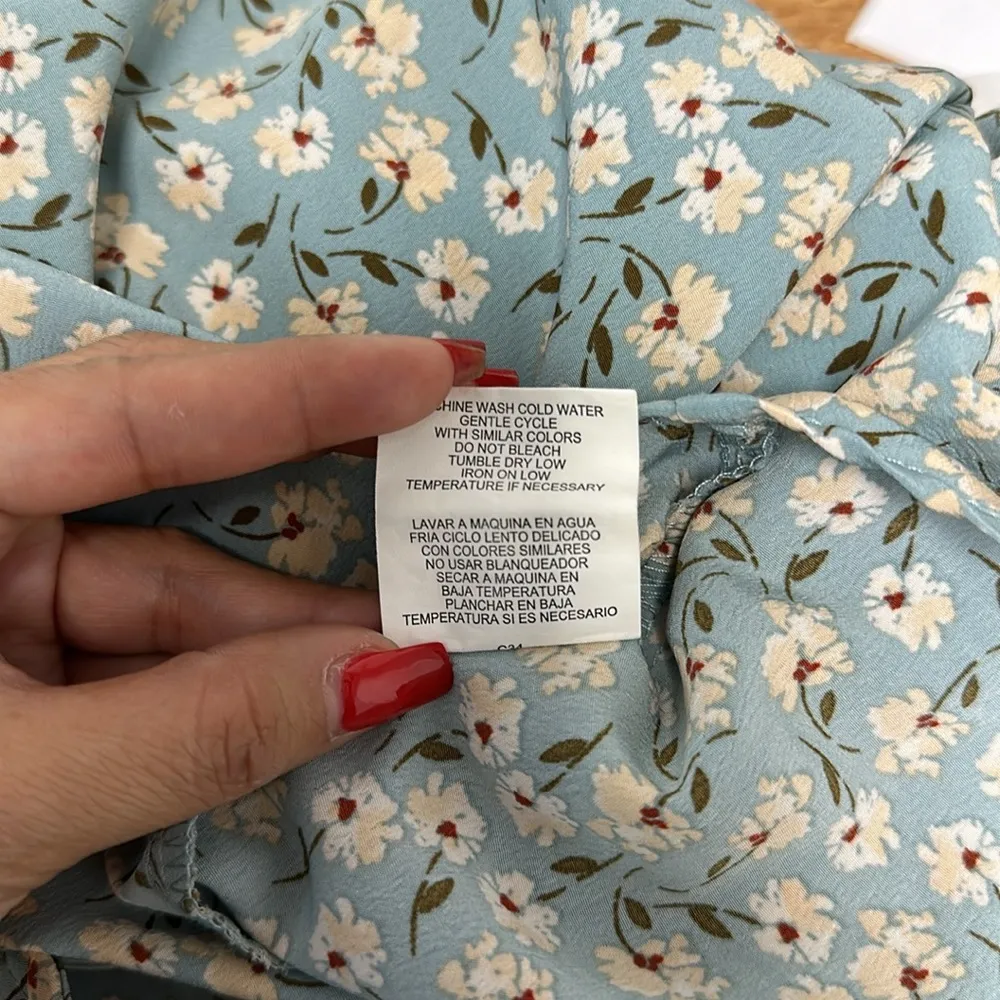 HINE WASH COLD WATER
GENTLE CYCLE
WITH SIMILAR COLORS
DO NOT BLEACH
TUMBLE DRY LOW
IRON ON LOW
TEMPERATURE IF NECESSARY
LAVAR A MAQUINA EN AGUA
FRIA CICLO LENTO DELICADO
CON COLORES SIMILARES
NO USAR BLANQUEADOR
SECAR A MAQUINA EN
BAJA TEMPERATURA
PLANCHAR EN BAJA
TEMPERATURA SI ES NECESARIO